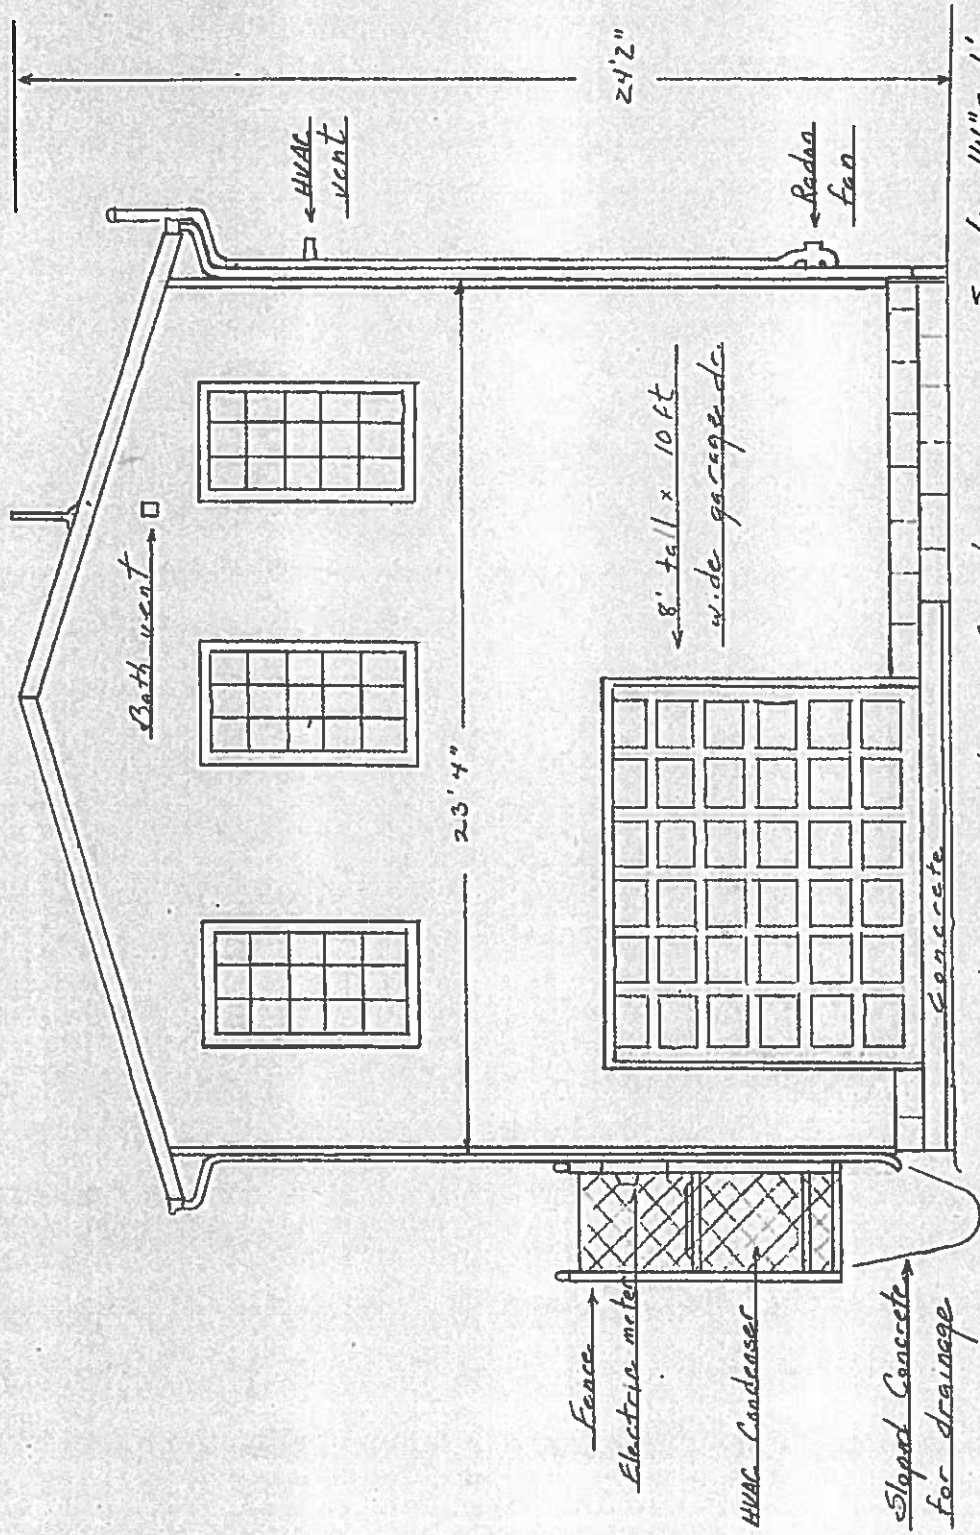 24'2"
HVAC
vent
Radon
fan
Bath vent
8' tall x 10 ft
wide garage dr.
23' 4"
Concrete
Fence
Electric meter
HVAC Condenser
Sloped Concrete
for drainage